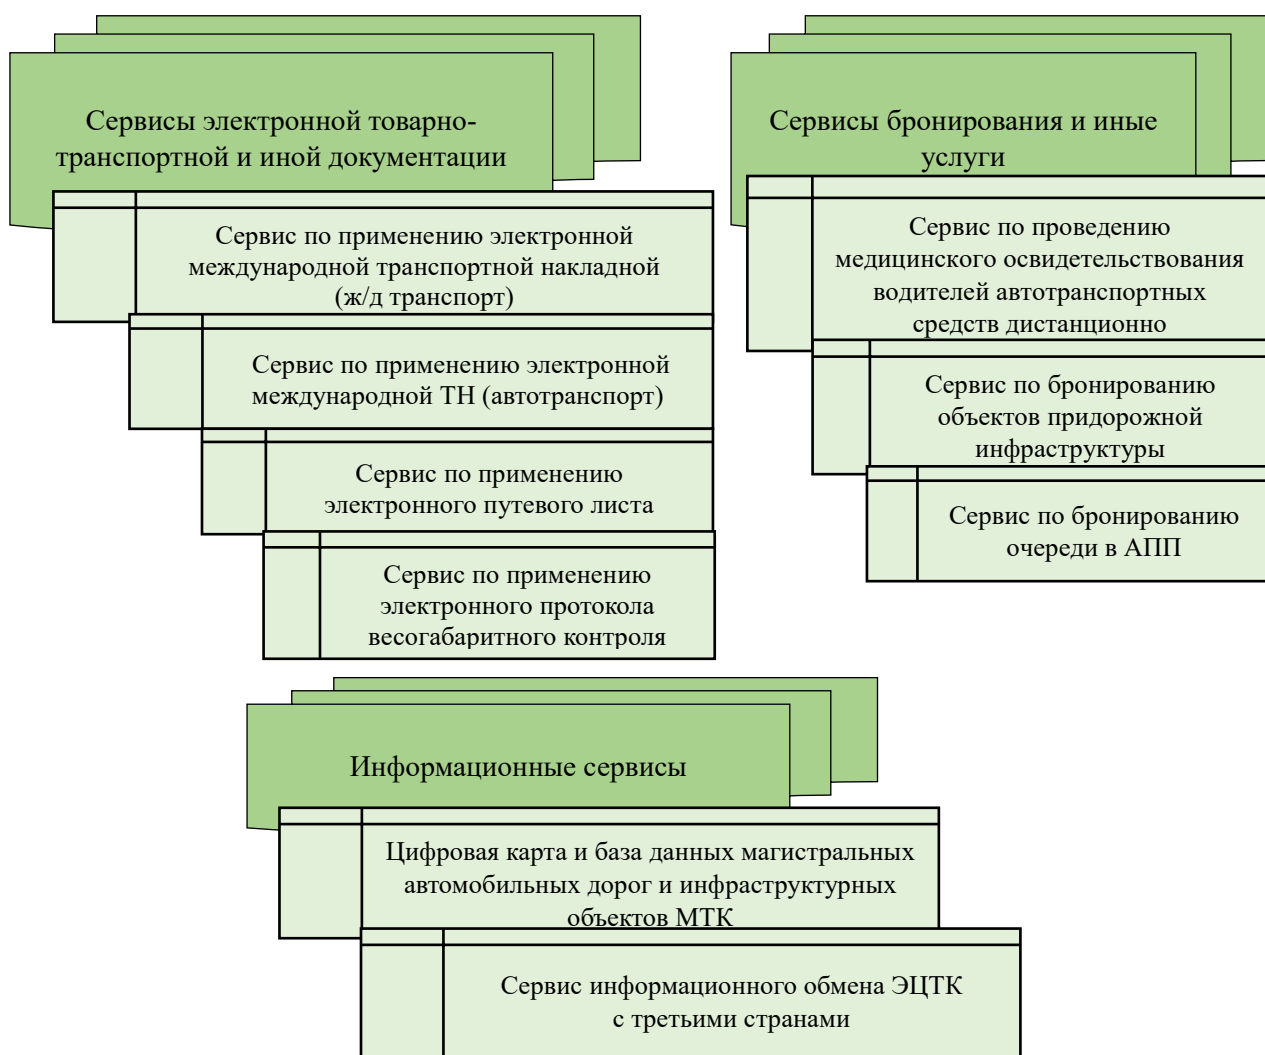 Сервисы электронной товарно-
транспортной и иной документации
Сервис по применению электронной
международной транспортной накладной
(ж/д транспорт)
Сервис по применению электронной
международной ТН (автотранспорт)
Сервис по применению
электронного путевого листа
Сервис по применению
электронного протокола
весогабаритного контроля
Сервисы бронирования и иные
услуги
Сервис по проведению
медицинского освидетельствования
водителей автотранспортных
средств дистанционно
Сервис по бронированию
объектов придорожной
инфраструктуры
Сервис по бронированию
очереди в АПП
Информационные сервисы
Цифровая карта и база данных магистральных
автомобильных дорог и инфраструктурных
объектов МТК
Сервис информационного обмена ЭЦТК
с третьими странами